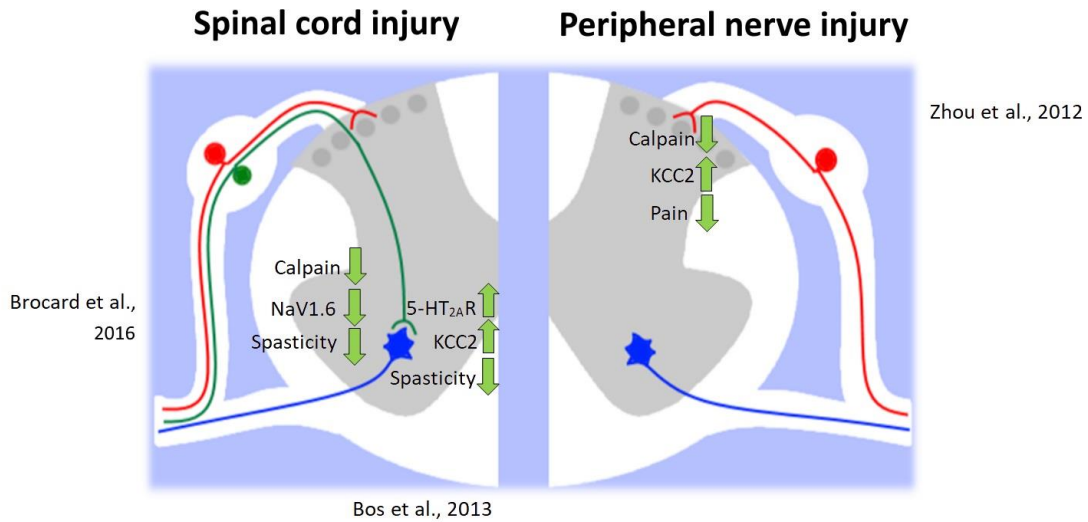 Spinal cord injury
Peripheral nerve injury
Zhou et al., 2012
Calpain
KCC2
Pain
Calpain
NaV1.6
Spasticity
5-HT₂ₐR
KCC2
Spasticity
Brocard et al.,
2016
Bos et al., 2013